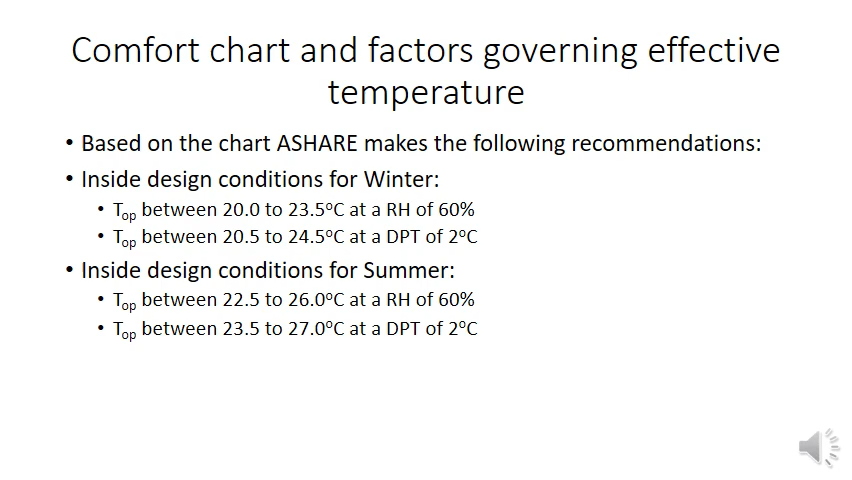 Comfort chart and factors governing effective
temperature
• Based on the chart ASHARE makes the following recommendations:
• Inside design conditions for Winter:
• Top between 20.0 to 23.5°C at a RH of 60%
• Top between 20.5 to 24.5°C at a DPT of 2°C
• Inside design conditions for Summer:
• Top between 22.5 to 26.0°C at a RH of 60%
• Top between 23.5 to 27.0°C at a DPT of 2°C